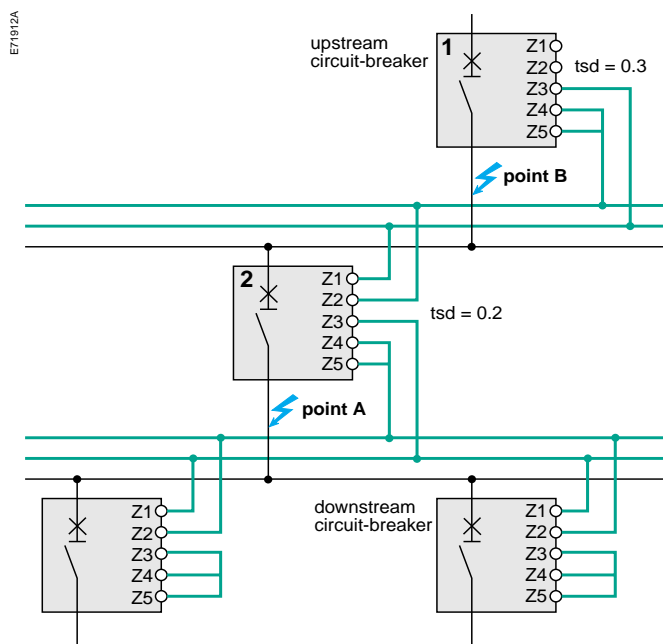 E71912A
upstream
circuit-breaker
1
Z1
Z2
Z3
Z4
Z5
tsd = 0.3
point B
2
Z1
Z2
Z3
Z4
Z5
tsd = 0.2
point A
Z1
Z2
Z3
Z4
Z5
downstream
circuit-breaker
Z1
Z2
Z3
Z4
Z5